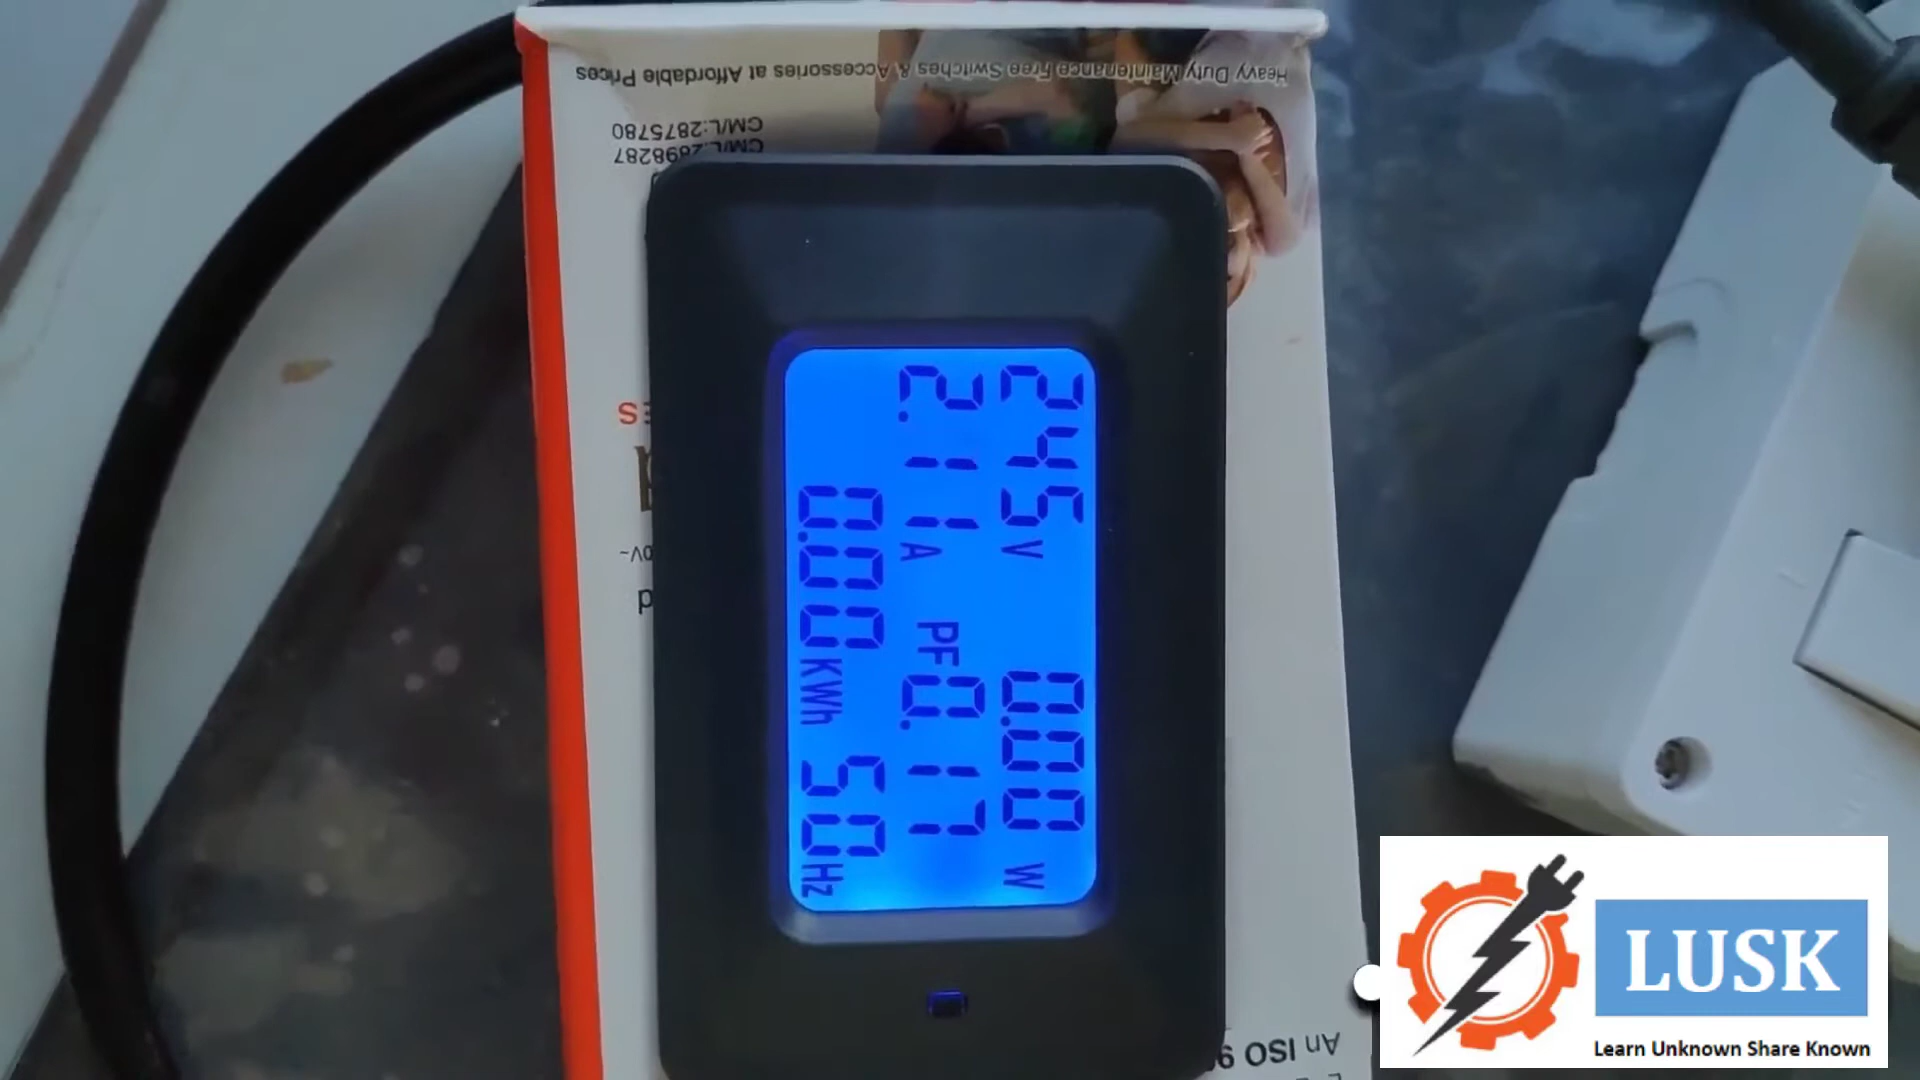 Heavy Duty Maintenance Free Switches & Accessories at Affordable Prices
CM/L:2875780
CM/L:2898287
245 V 0.00 W
2.11 A PF 0.17
0.00 KWh 50 Hz
An ISO 9
LUSK
Learn Unknown Share Known